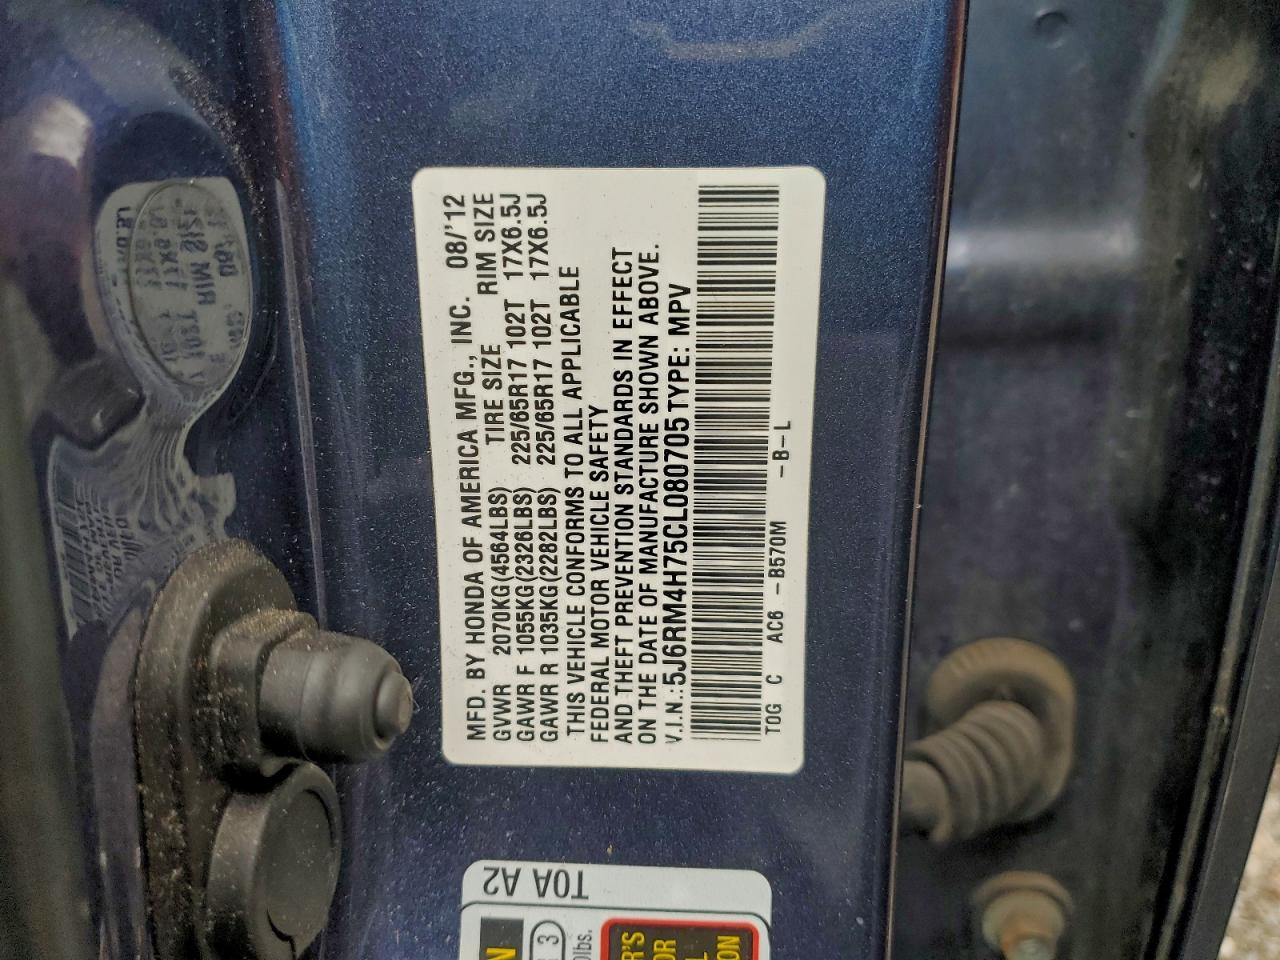 MFD. BY HONDA OF AMERICA MFG., INC. 08/'12
GVWR 2070KG(4564LBS) TIRE SIZE RIM SIZE
GAWR F 1055KG(2326LBS) 225/65R17 102T 17X6.5J
GAWR R 1035KG(2282LBS) 225/65R17 102T 17X6.5J
THIS VEHICLE CONFORMS TO ALL APPLICABLE
FEDERAL MOTOR VEHICLE SAFETY
AND THEFT PREVENTION STANDARDS IN EFFECT
ON THE DATE OF MANUFACTURE SHOWN ABOVE.
V.I.N.:5J6RM4H75CL080705 TYPE: MPV
T0G C AC6 -B570M -B-L
T0A A2
3
lbs.